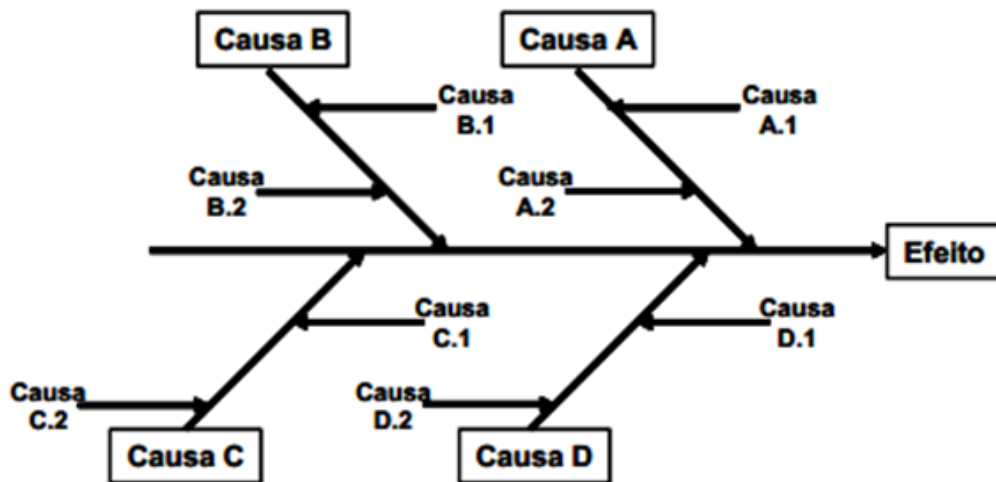 Causa B
Causa A
Causa
B.1
Causa
A.1
Causa
B.2
Causa
A.2
Efeito
Causa
C.1
Causa
D.1
Causa
C.2
Causa
D.2
Causa C
Causa D